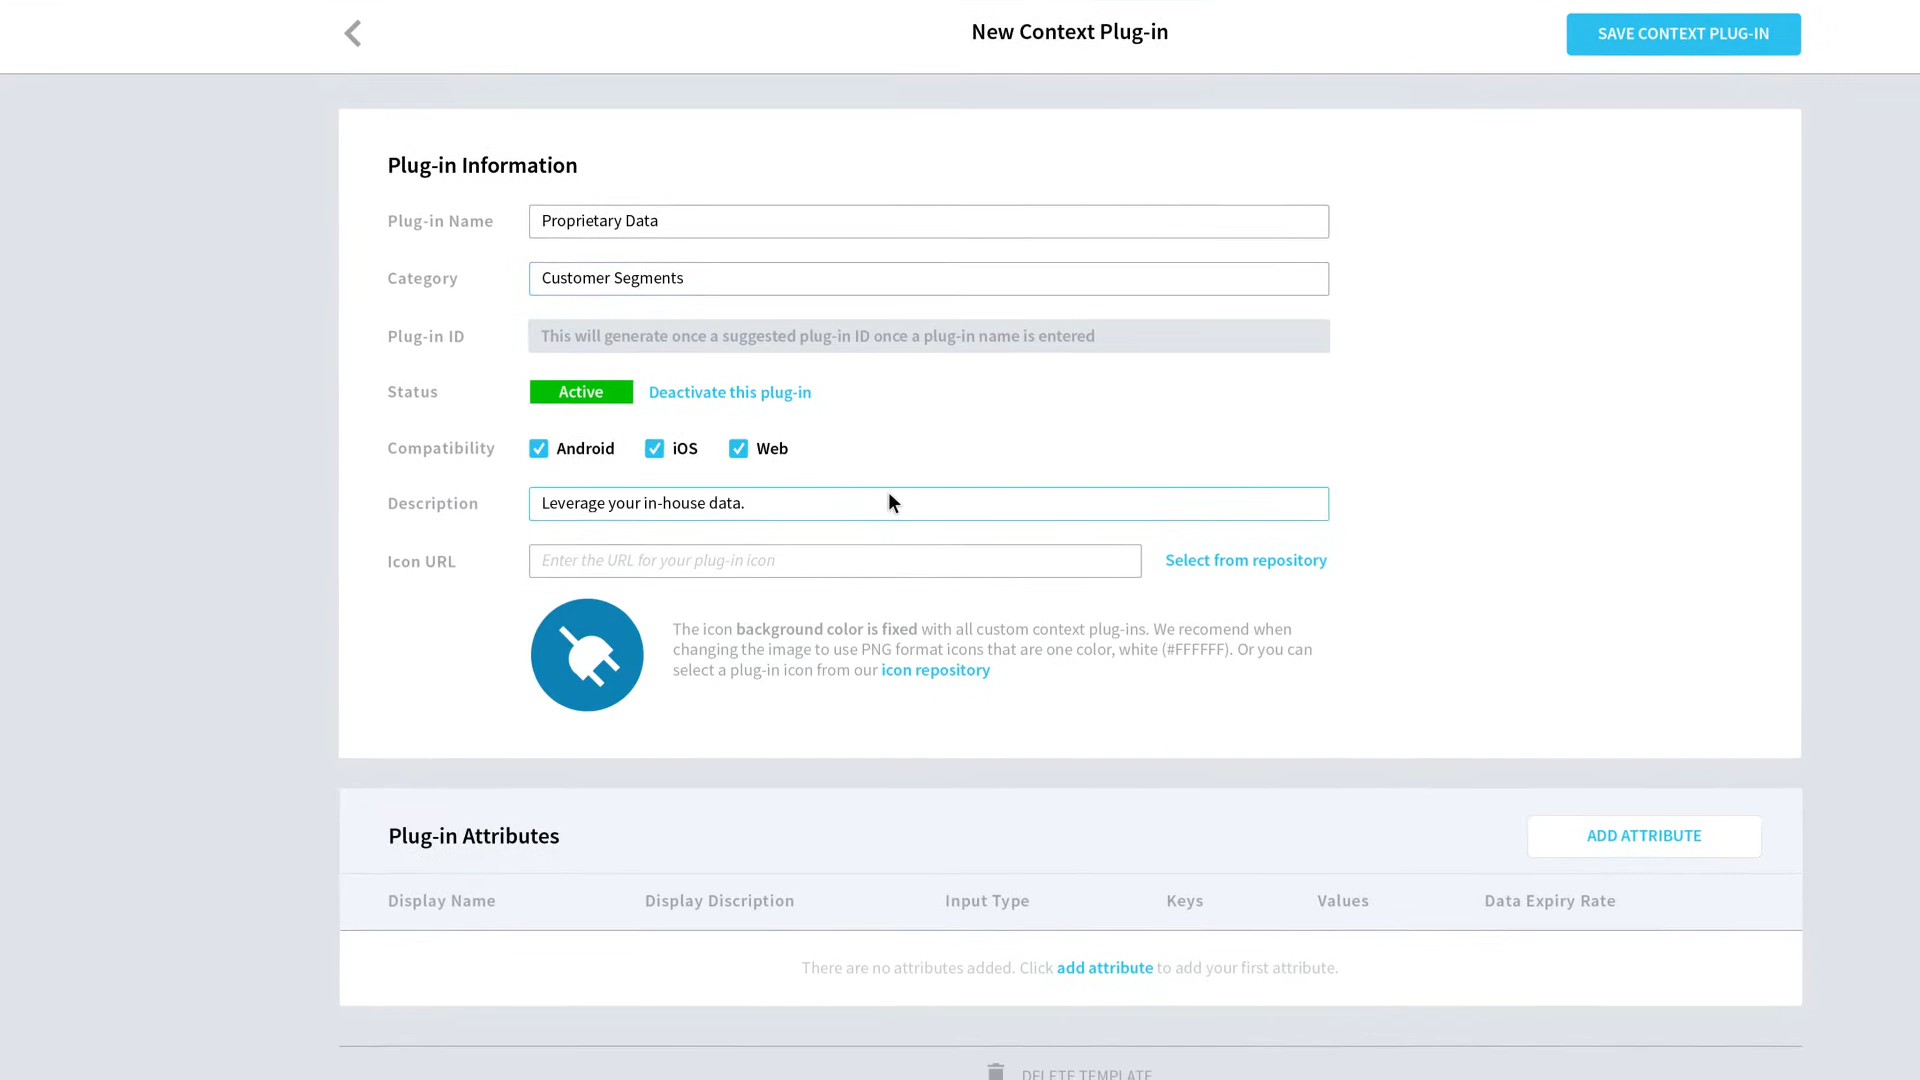 New Context Plug-in
SAVE CONTEXT PLUG-IN
Plug-in Information
Plug-in Name
Proprietary Data
Category
Customer Segments
Plug-in ID
This will generate once a suggested plug-in ID once a plug-in name is entered
Status
Active
Deactivate this plug-in
Compatibility
Android
iOS
Web
Description
Leverage your in-house data.
Icon URL
Enter the URL for your plug-in icon
Select from repository
The icon background color is fixed with all custom context plug-ins. We recomend when
changing the image to use PNG format icons that are one color, white (#FFFFFF). Or you can
select a plug-in icon from our icon repository
Plug-in Attributes
ADD ATTRIBUTE
Display Name
Display Discription
Input Type
Keys
Values
Data Expiry Rate
There are no attributes added. Click add attribute to add your first attribute.
DELETE TEMPLATE